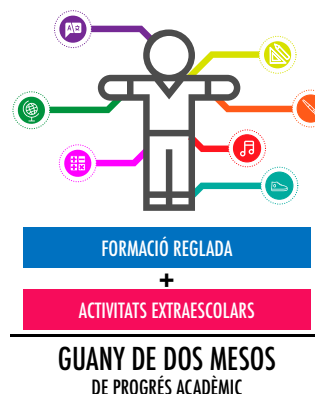 FORMACIÓ REGLADA
+
ACTIVITATS EXTRAESCOLARS
GUANY DE DOS MESOS
DE PROGRÉS ACADÈMIC